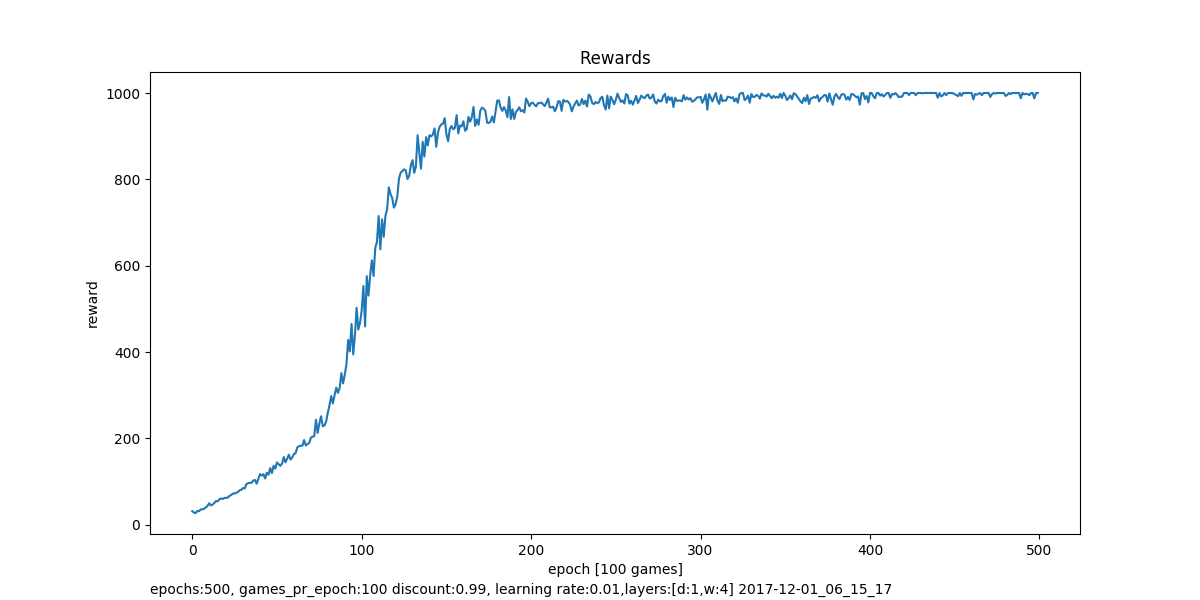 Rewards
1000
800
600
400
200
0
reward
0 100 200 300 400 500
epoch [100 games]
epochs:500, games_pr_epoch:100 discount:0.99, learning rate:0.01,layers:[d:1,w:4] 2017-12-01_06_15_17